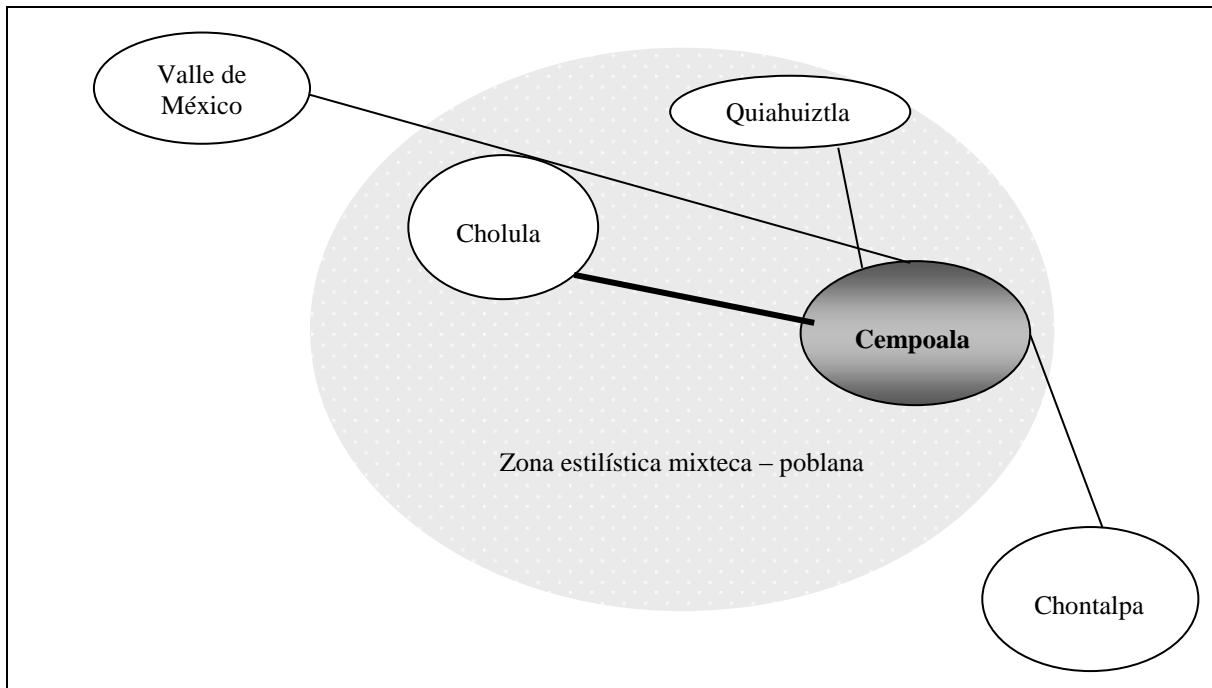 Valle de
México
Quiahuiztla
Cholula
Cempoala
Zona estilística mixteca – poblana
Chontalpa